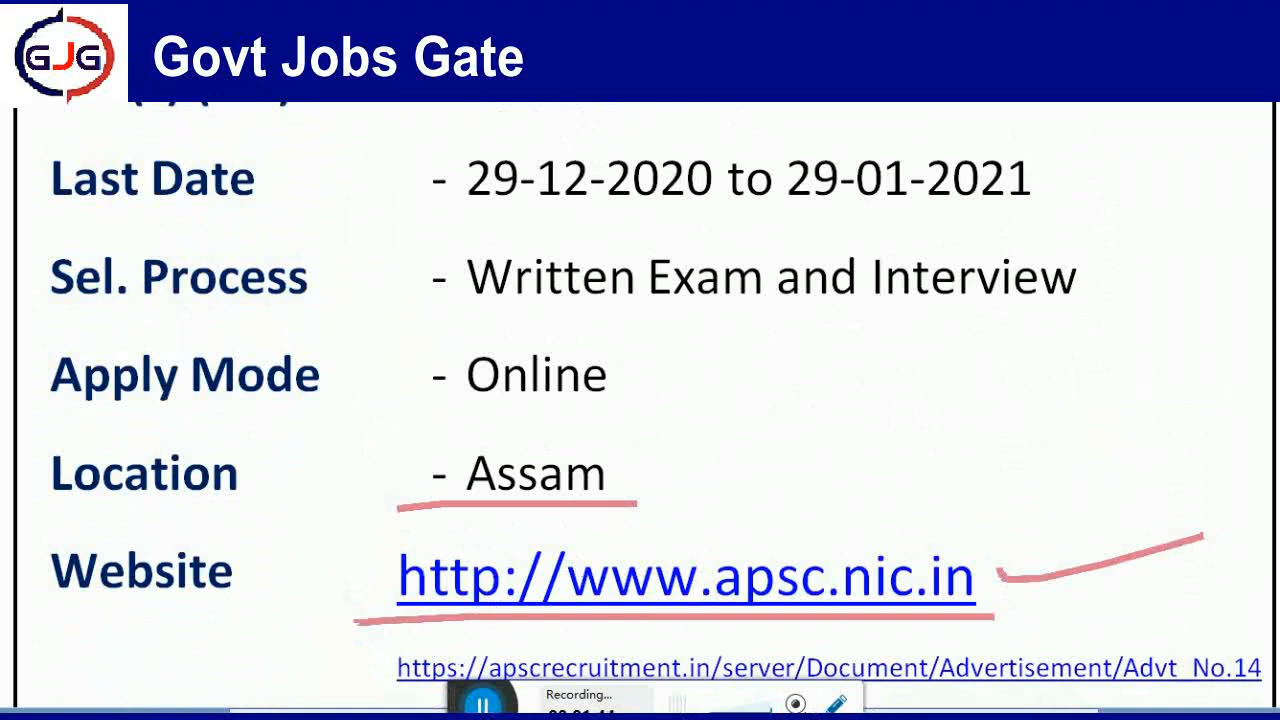 GJG Govt Jobs Gate
Last Date - 29-12-2020 to 29-01-2021
Sel. Process - Written Exam and Interview
Apply Mode - Online
Location - Assam
Website http://www.apsc.nic.in
https://apscrecruitment.in/server/Document/Advertisement/Advt_No.14
Recording...